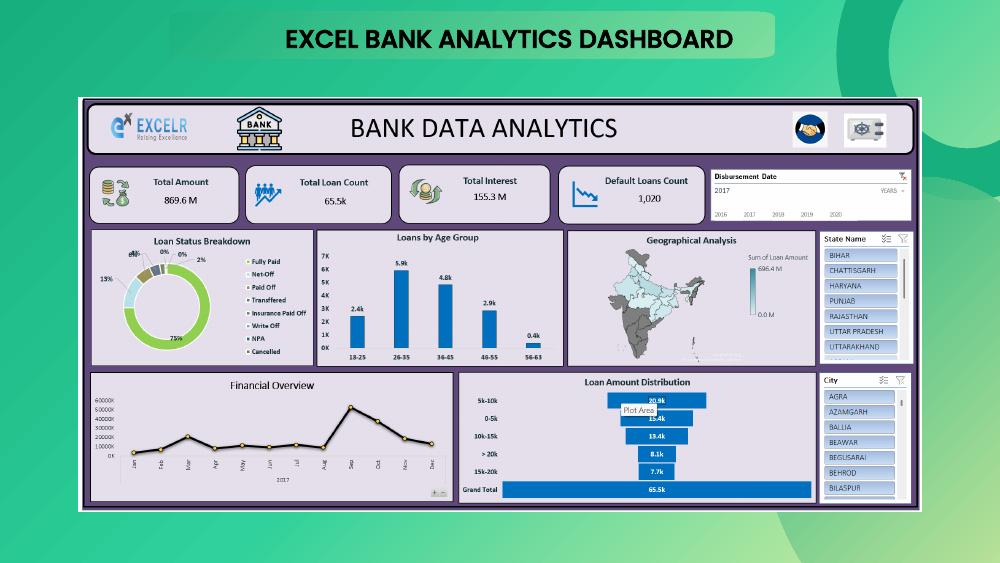 EXCEL BANK ANALYTICS DASHBOARD
EXCELR
Raising Excellence
BANK
BANK DATA ANALYTICS
Total Amount
869.6 M
Total Loan Count
65.5k
Total Interest
155.3 M
Default Loans Count
1,020
Disbursement Date
2017
YEARS
2016 2017 2018 2019 2020
Loan Status Breakdown
0% 0%
2%
13%
75%
Fully Paid
Net-Off
Paid Off
Transffered
Insurance Paid Off
Write Off
NPA
Cancelled
Loans by Age Group
7K
6K
5K
4K
3K
2K
1K
0K
2.4k
5.9k
4.8k
2.9k
0.4k
18-25 26-35 36-45 46-55 56-63
Geographical Analysis
Sum of Loan Amount
696.4 M
0.0 M
State Name
BIHAR
CHATTISGARH
HARYANA
PUNJAB
RAJASTHAN
UTTAR PRADESH
UTTARAKHAND
Financial Overview
60000K
50000K
40000K
30000K
20000K
10000K
0K
Jan Feb Mar Apr May Jun Jul Aug Sep Oct Nov Dec
2017
Loan Amount Distribution
5k-10k 20.9k
Plot Area
0-5k 15.4k
10k-15k 13.4k
> 20k 8.1k
15k-20k 7.7k
Grand Total 65.5k
City
AGRA
AZAMGARH
BALLIA
BEAWAR
BEGUSARAI
BEHROD
BILASPUR